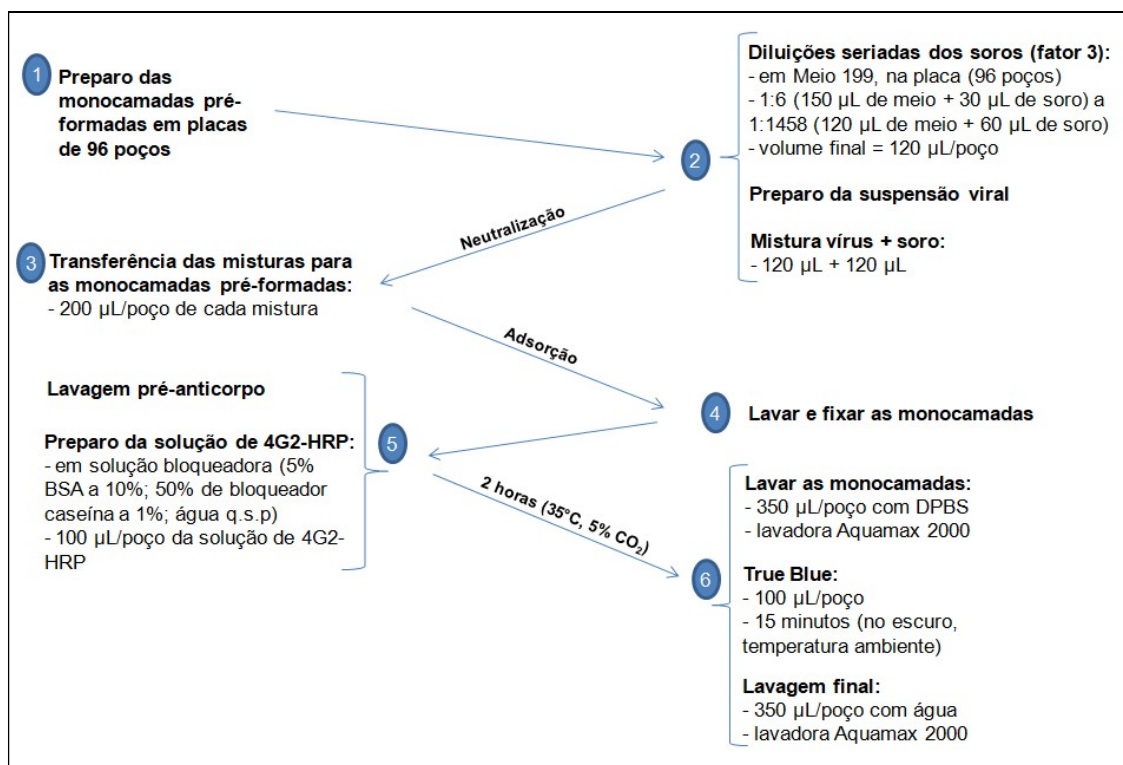 1
Preparo das
monocamadas pré-
formadas em placas
de 96 poços
2
Diluições seriadas dos soros (fator 3):
- em Meio 199, na placa (96 poços)
- 1:6 (150 µL de meio + 30 µL de soro) a
1:1458 (120 µL de meio + 60 µL de soro)
- volume final = 120 µL/poço
Preparo da suspensão viral
Mistura vírus + soro:
- 120 µL + 120 µL
Neutralização
3
Transferência das misturas para
as monocamadas pré-formadas:
- 200 µL/poço de cada mistura
Adsorção
4
Lavar e fixar as monocamadas
Lavagem pré-anticorpo
5
Preparo da solução de 4G2-HRP:
- em solução bloqueadora (5%
BSA a 10%; 50% de bloqueador
caseína a 1%; água q.s.p)
- 100 µL/poço da solução de 4G2-
HRP
2 horas (35°C, 5% CO₂)
6
Lavar as monocamadas:
- 350 µL/poço com DPBS
- lavadora Aquamax 2000
True Blue:
- 100 µL/poço
- 15 minutos (no escuro,
temperatura ambiente)
Lavagem final:
- 350 µL/poço com água
- lavadora Aquamax 2000